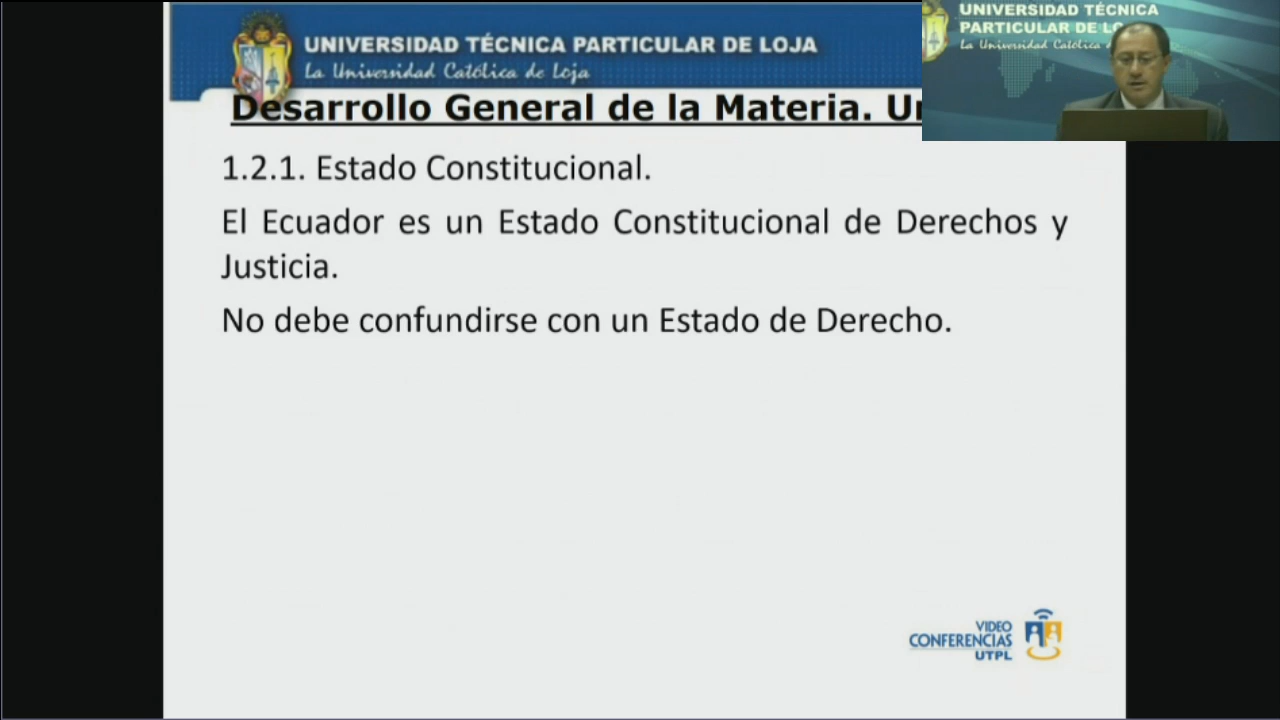 UNIVERSIDAD TÉCNICA PARTICULAR DE LOJA
La Universidad Católica de Loja
UNIVERSIDAD TÉCNICA
PARTICULAR DE
La Universidad Católica
Desarrollo General de la Materia.
1.2.1. Estado Constitucional.
El Ecuador es un Estado Constitucional de Derechos y
Justicia.
No debe confundirse con un Estado de Derecho.
VIDEO
CONFERENCIAS
UTPL